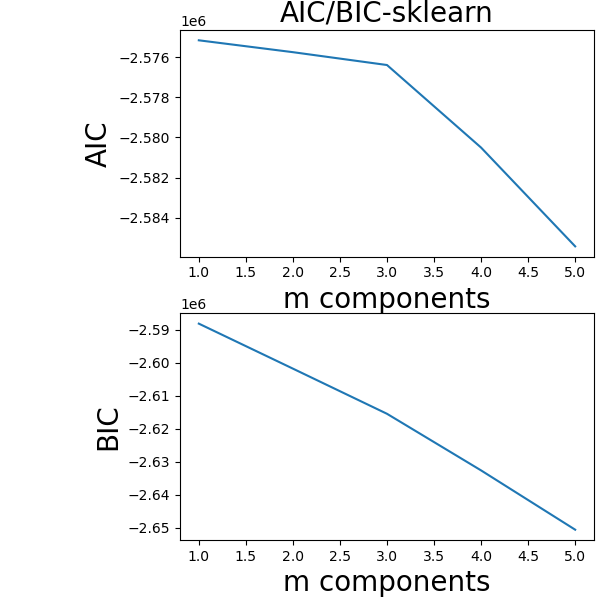 AIC/BIC-sklearn
1e6
−2.576
−2.578
−2.580
−2.582
−2.584
AIC
1.0 1.5 2.0 2.5 3.0 3.5 4.0 4.5 5.0
m components
1e6
−2.59
−2.60
−2.61
−2.62
−2.63
−2.64
−2.65
BIC
1.0 1.5 2.0 2.5 3.0 3.5 4.0 4.5 5.0
m components